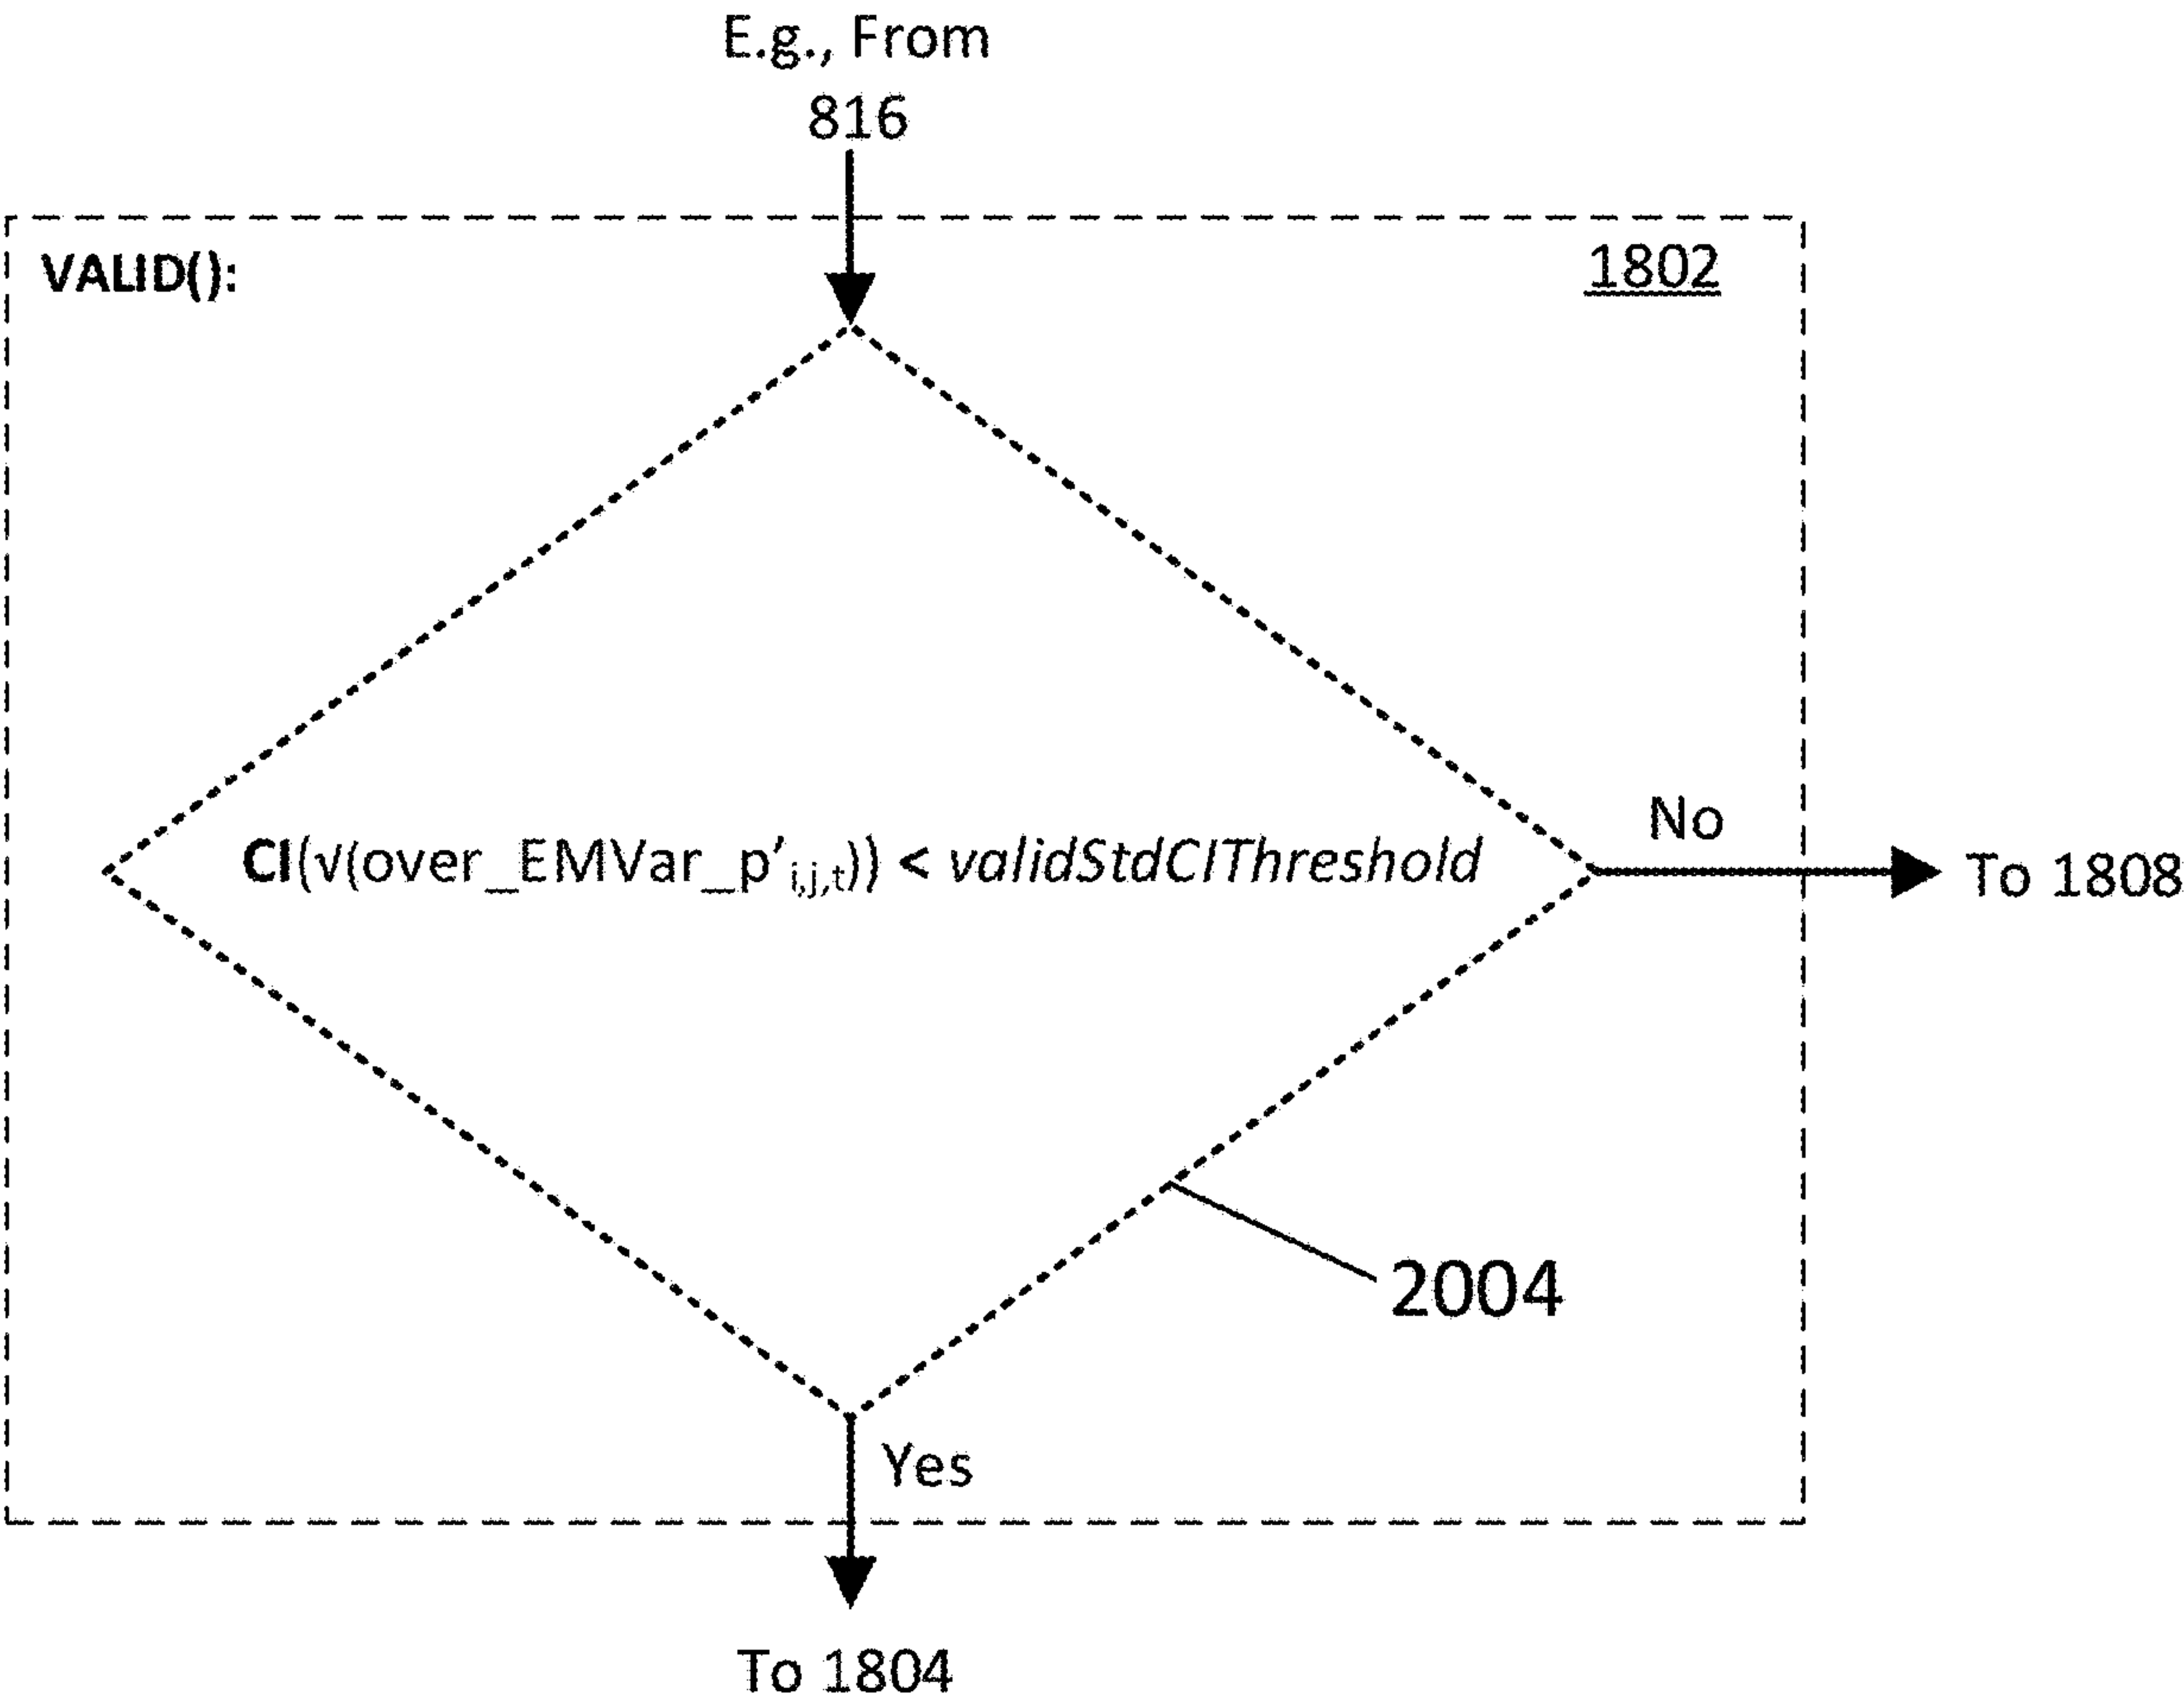 E.g., From
816
VALID():
1802
No
CI(√(over_EMVar_p’i,j,t)) < validStdCIThreshold
To 1808
2004
Yes
To 1804